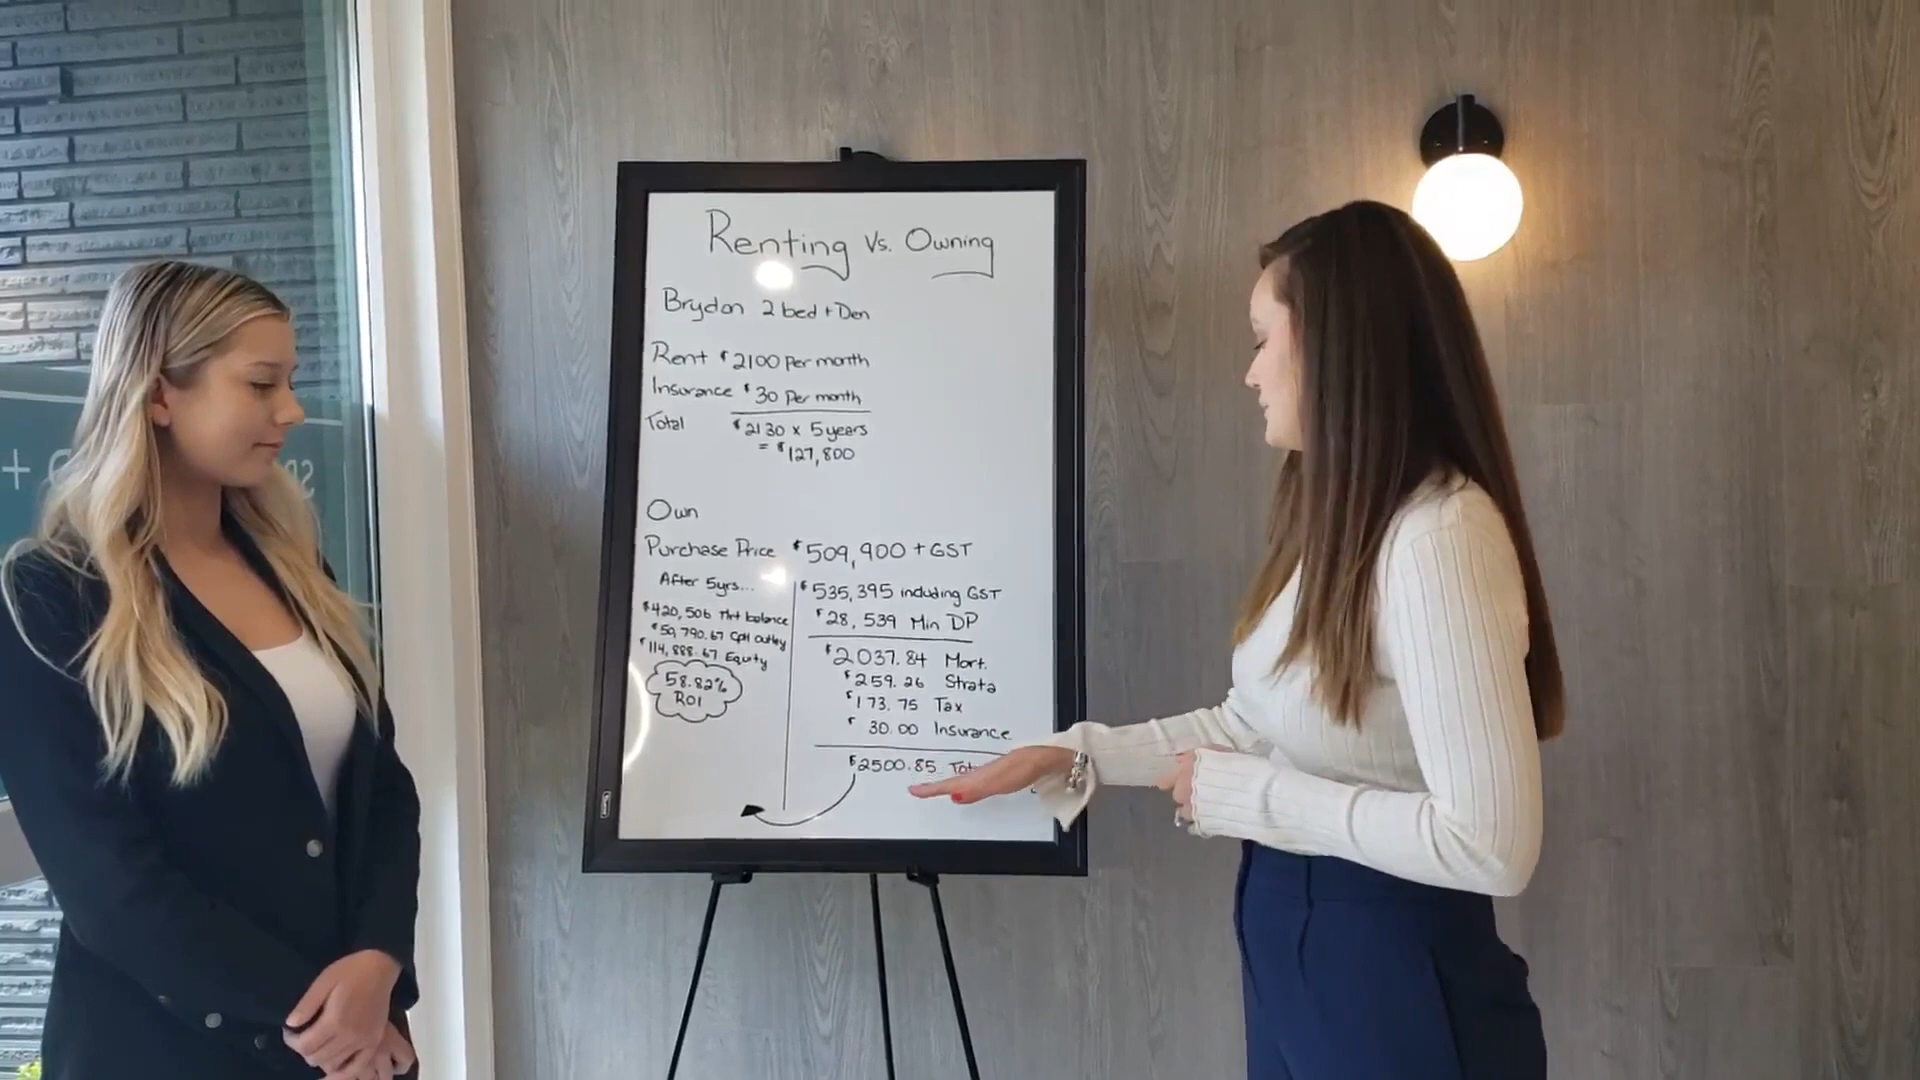 Renting Vs. Owning
Brydon 2 bed + Den
Rent $2100 Per month
Insurance $30 Per month
Total $2130 x 5 years
= $127,800
Own
Purchase Price $509,900 + GST
After 5yrs...
$420,506 Mrt balance
$59,790.67 Cptl outlay
$114,888.67 Equity
58.82%
ROI
$535,395 including GST
$28,539 Min DP
$2037.84 Mort.
$259.26 Strata
$173.75 Tax
$30.00 Insurance
$2500.85